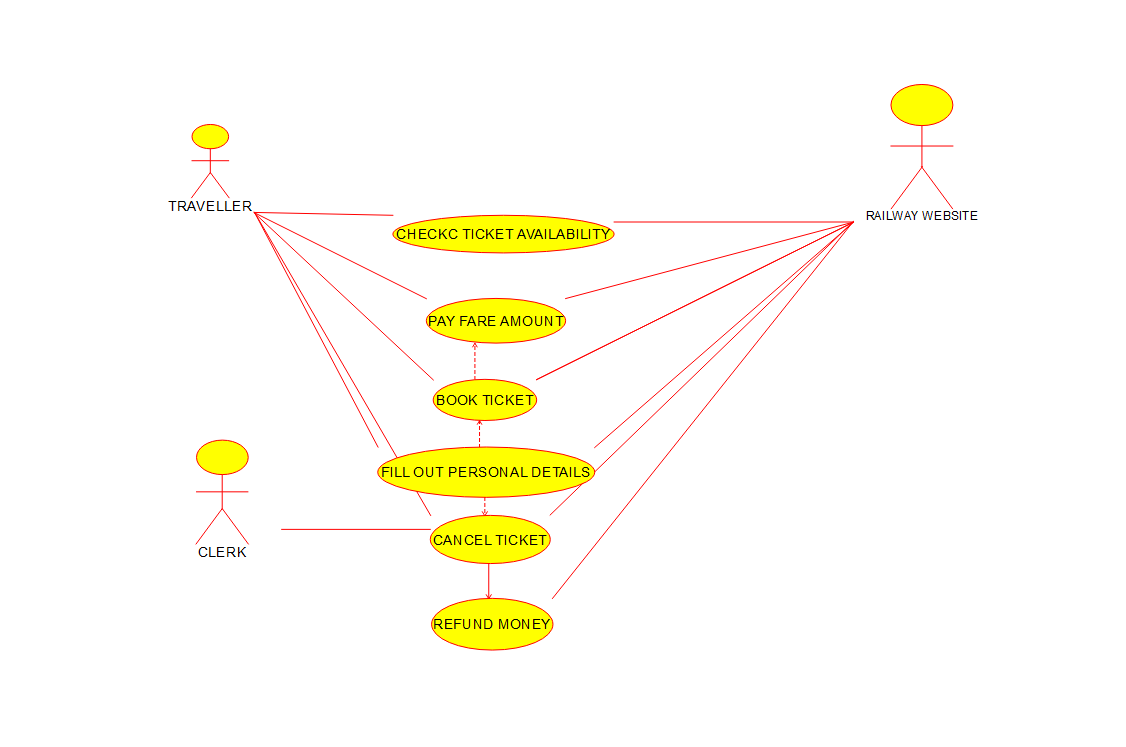 TRAVELLER
RAILWAY WEBSITE
CHECKC TICKET AVAILABILITY
PAY FARE AMOUNT
BOOK TICKET
FILL OUT PERSONAL DETAILS
CLERK
CANCEL TICKET
REFUND MONEY